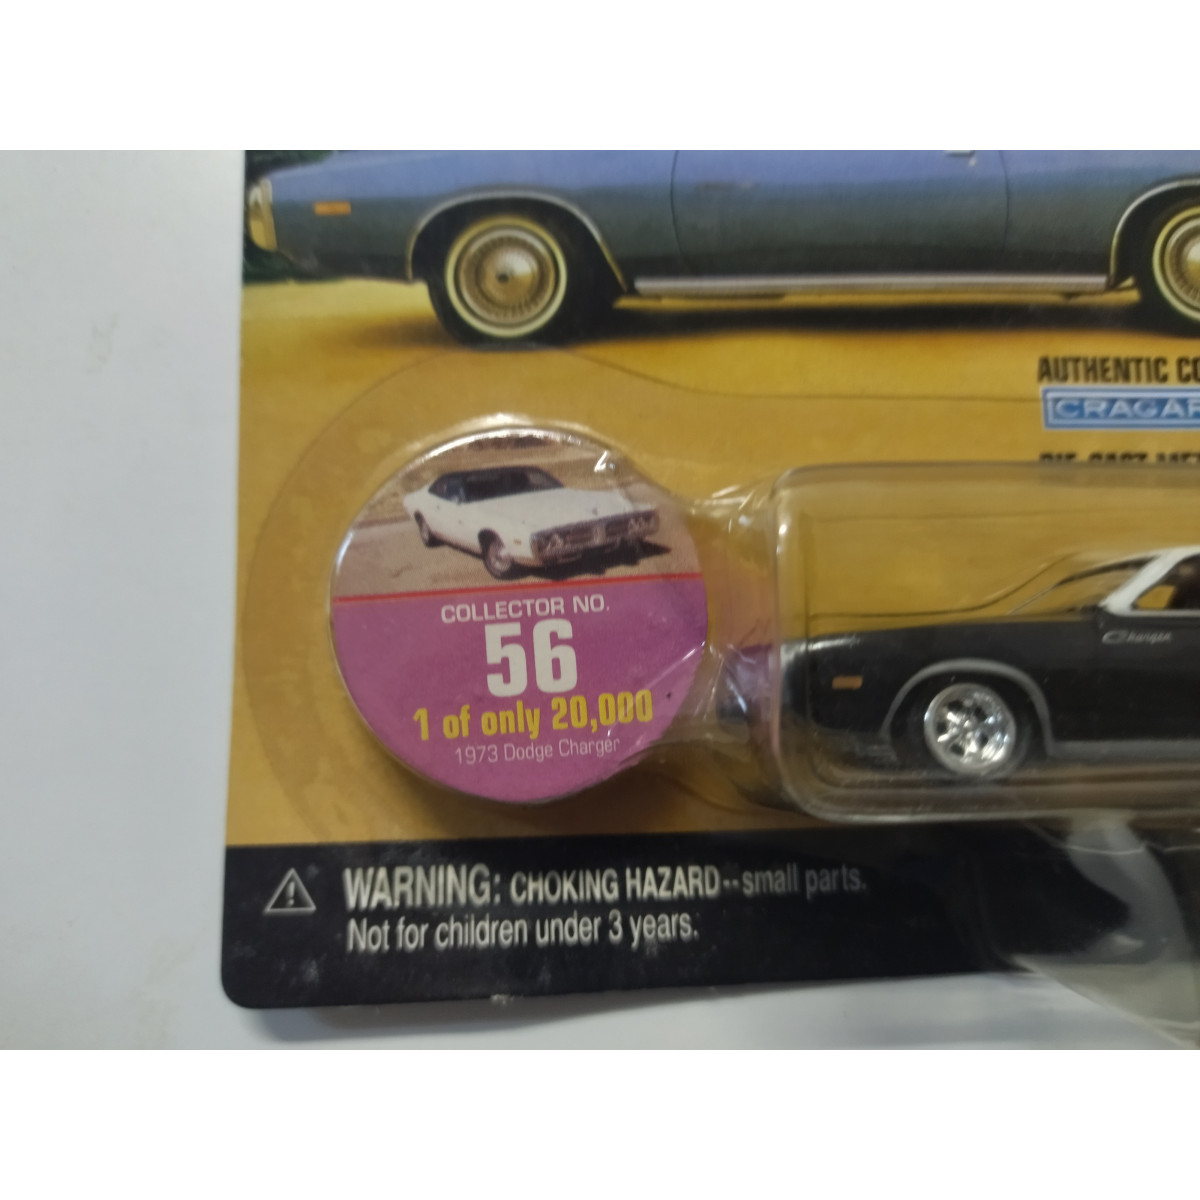 AUTHENTIC
CRAGAR
COLLECTOR NO.
56
1 of only 20,000
1973 Dodge Charger
Charger
WARNING: CHOKING HAZARD--small parts.
Not for children under 3 years.